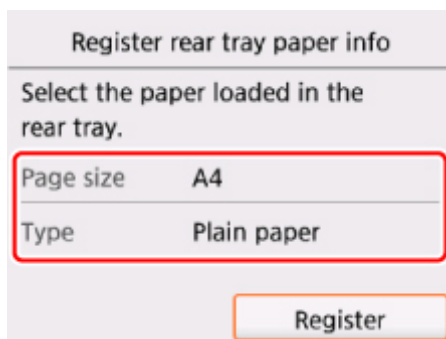 Register rear tray paper info
Select the paper loaded in the
rear tray.
Page size A4
Type Plain paper
Register